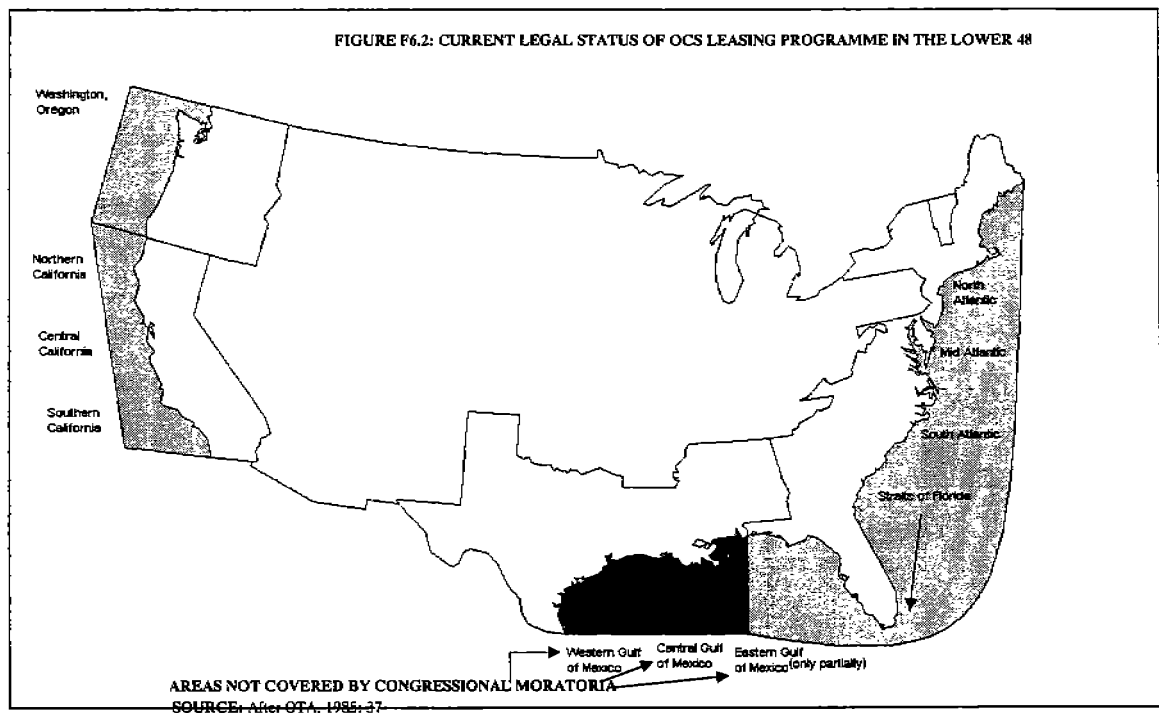 FIGURE F6.2: CURRENT LEGAL STATUS OF OCS LEASING PROGRAMME IN THE LOWER 48
Washington,
Oregon
Northern
California
Central
California
Southern
California
North
Atlantic
Mid Atlantic
South Atlantic
Straits of Florida
Western Gulf
of Mexico
Central Gulf
of Mexico
Eastern Gulf
of Mexico (only partially)
AREAS NOT COVERED BY CONGRESSIONAL MORATORIA
SOURCE: After OTA, 1985: 37